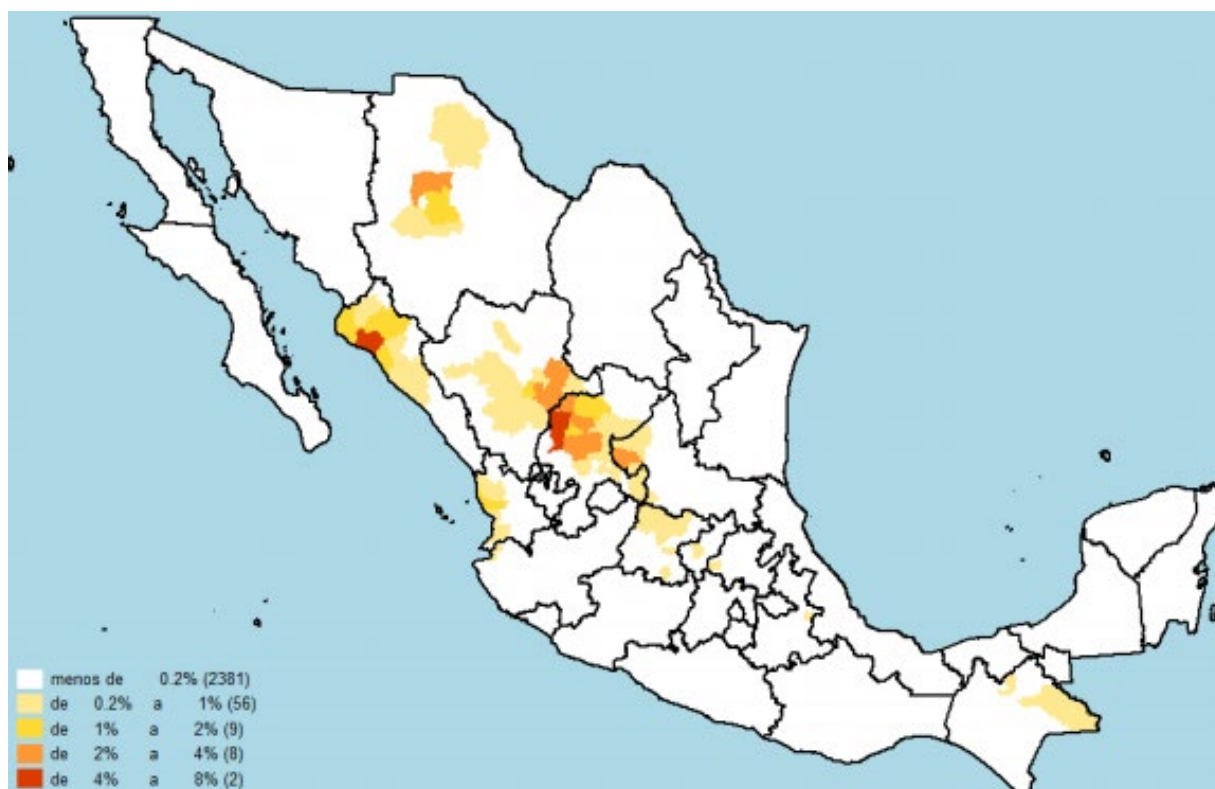 menos de 0.2% (2381)
de 0.2% a 1% (56)
de 1% a 2% (9)
de 2% a 4% (8)
de 4% a 8% (2)